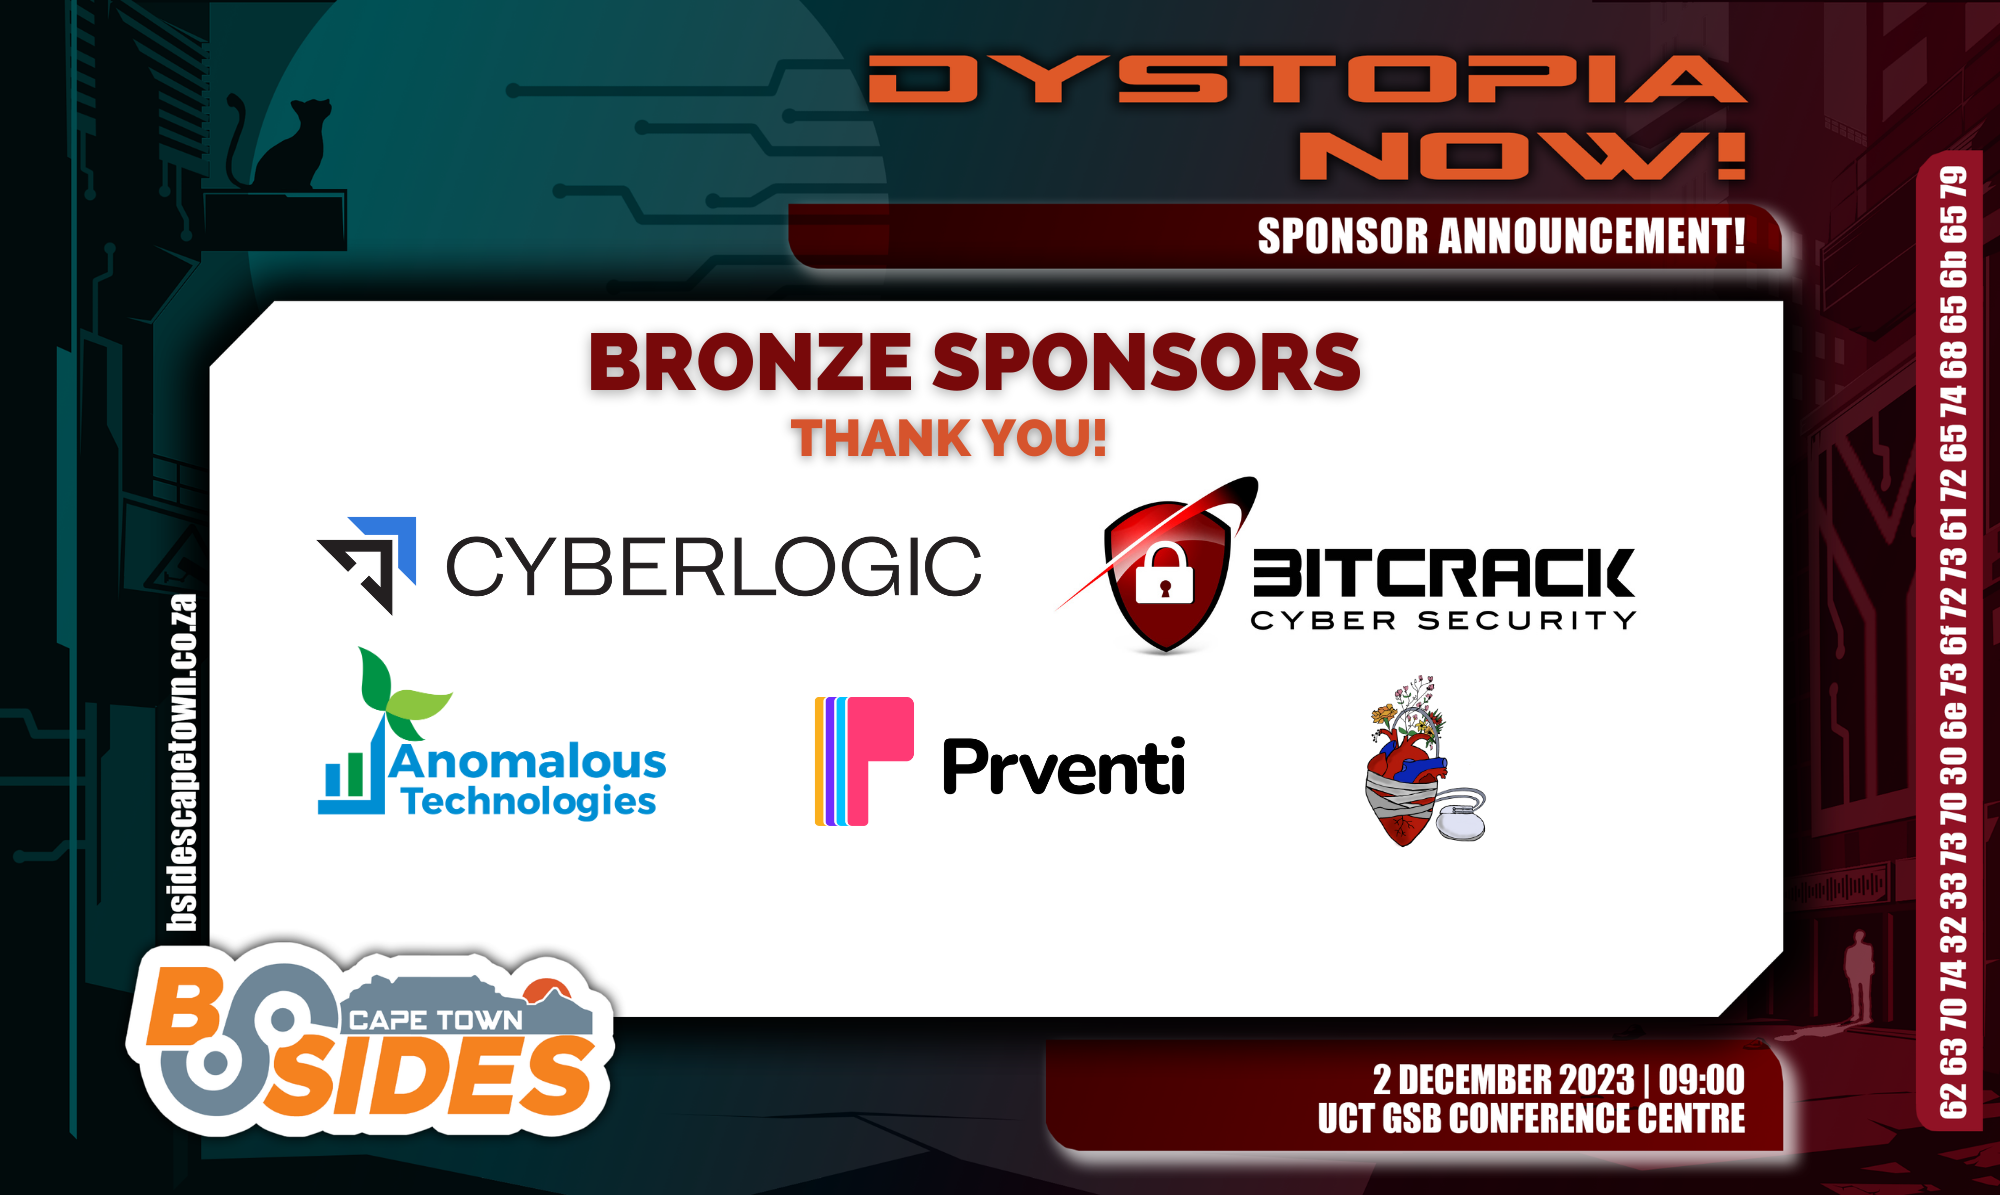 DYSTOPIA
NOW!
SPONSOR ANNOUNCEMENT!
BRONZE SPONSORS
THANK YOU!
CYBERLOGIC
BITCRACK
CYBER SECURITY
Anomalous
Technologies
Prventi
bsidescapetown.co.za
B
CAPE TOWN
SIDES
2 DECEMBER 2023 | 09:00
UCT GSB CONFERENCE CENTRE
62 63 70 74 32 33 73 70 30 6e 73 6f 72 73 61 72 65 74 68 65 6b 65 79